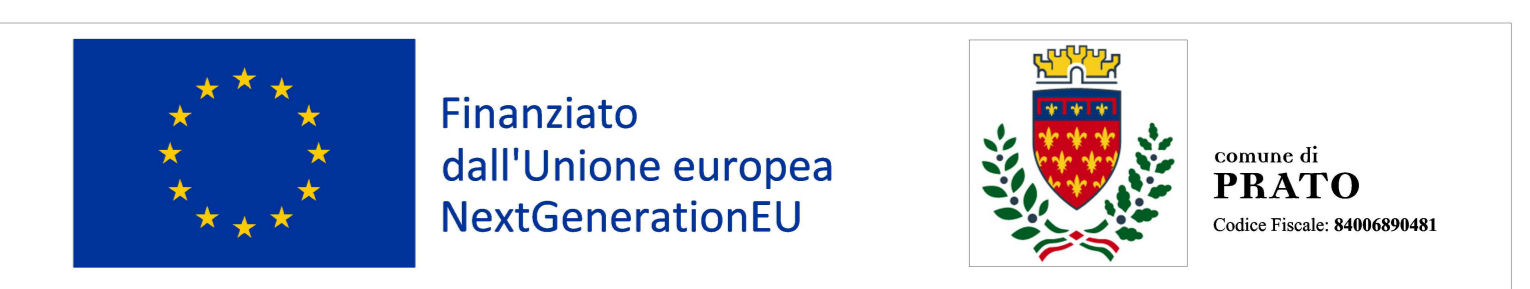 Finanziato
dall'Unione europea
NextGenerationEU
comune di
PRATO
Codice Fiscale: 84006890481